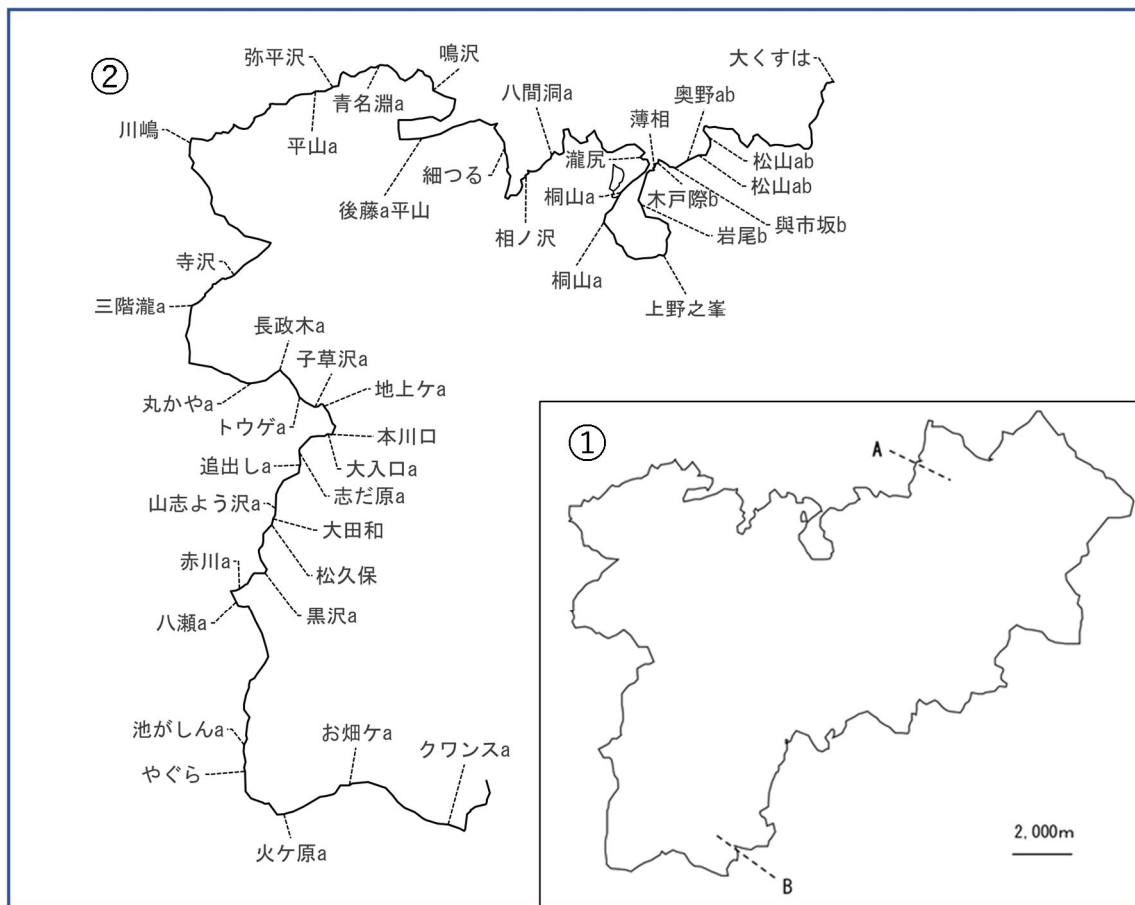 ②
弥平沢
鳴沢
大くすは
青名淵a
八間洞a
奥野ab
薄相
川嶋
平山a
瀧尻
松山ab
細つる
松山ab
後藤a平山
桐山a
木戸際b
與市坂b
相ノ沢
岩尾b
寺沢
桐山a
三階瀧a
上野之峯
長政木a
子草沢a
地上ケa
丸かやa
トウゲa
本川口
追出しa
大入口a
志だ原a
山志よう沢a
大田和
赤川a
松久保
八瀬a
黒沢a
池がしんa
お畑ケa
クワンスa
やぐら
火ケ原a
①
A
2,000m
B